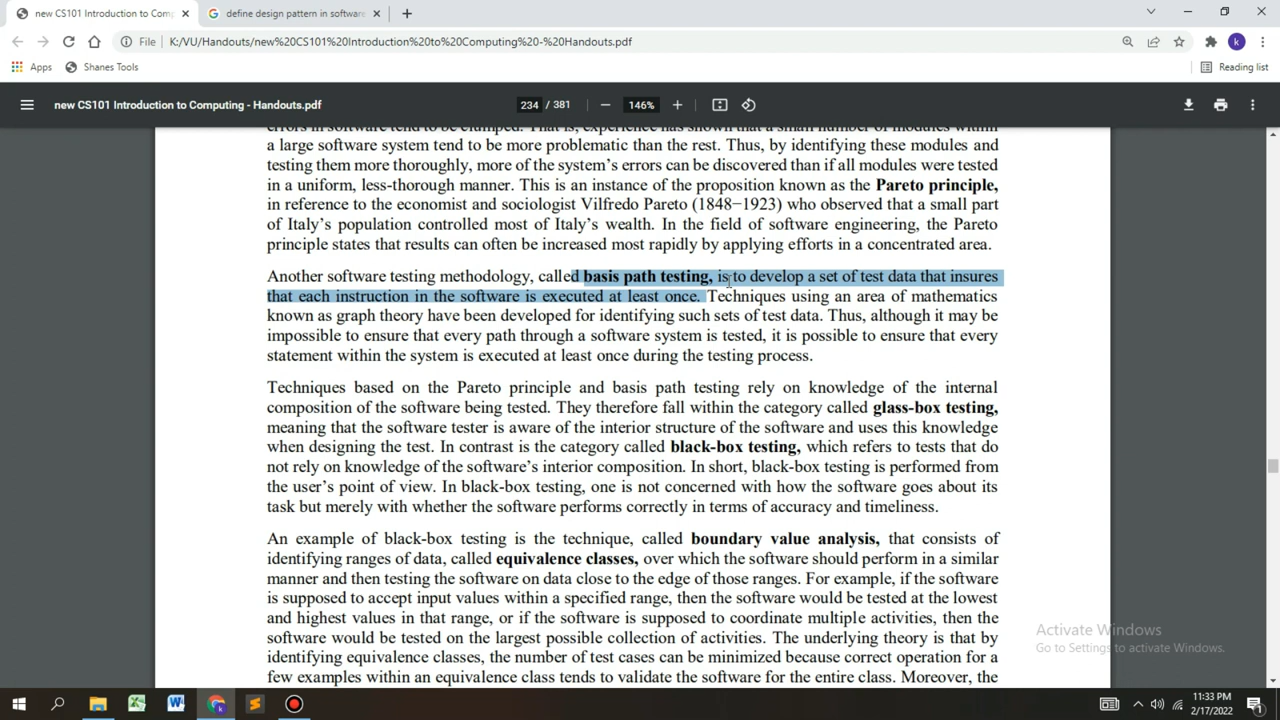 new CS101 Introduction to Comp
define design pattern in software
File
K:/VU/Handouts/new%20CS101%20Introduction%20to%20Computing%20-%20Handouts.pdf
Apps
Shanes Tools
Reading list
new CS101 Introduction to Computing - Handouts.pdf
234 / 381
146%
errors in software tend to be clumped. That is, experience has shown that a small number of modules within
a large software system tend to be more problematic than the rest. Thus, by identifying these modules and
testing them more thoroughly, more of the system's errors can be discovered than if all modules were tested
in a uniform, less-thorough manner. This is an instance of the proposition known as the Pareto principle,
in reference to the economist and sociologist Vilfredo Pareto (1848−1923) who observed that a small part
of Italy's population controlled most of Italy's wealth. In the field of software engineering, the Pareto
principle states that results can often be increased most rapidly by applying efforts in a concentrated area.
Another software testing methodology, called basis path testing, is to develop a set of test data that insures
that each instruction in the software is executed at least once. Techniques using an area of mathematics
known as graph theory have been developed for identifying such sets of test data. Thus, although it may be
impossible to ensure that every path through a software system is tested, it is possible to ensure that every
statement within the system is executed at least once during the testing process.
Techniques based on the Pareto principle and basis path testing rely on knowledge of the internal
composition of the software being tested. They therefore fall within the category called glass-box testing,
meaning that the software tester is aware of the interior structure of the software and uses this knowledge
when designing the test. In contrast is the category called black-box testing, which refers to tests that do
not rely on knowledge of the software's interior composition. In short, black-box testing is performed from
the user's point of view. In black-box testing, one is not concerned with how the software goes about its
task but merely with whether the software performs correctly in terms of accuracy and timeliness.
An example of black-box testing is the technique, called boundary value analysis, that consists of
identifying ranges of data, called equivalence classes, over which the software should perform in a similar
manner and then testing the software on data close to the edge of those ranges. For example, if the software
is supposed to accept input values within a specified range, then the software would be tested at the lowest
and highest values in that range, or if the software is supposed to coordinate multiple activities, then the
software would be tested on the largest possible collection of activities. The underlying theory is that by
identifying equivalence classes, the number of test cases can be minimized because correct operation for a
few examples within an equivalence class tends to validate the software for the entire class. Moreover, the
Activate Windows
Go to Settings to activate Windows.
11:33 PM
2/17/2022